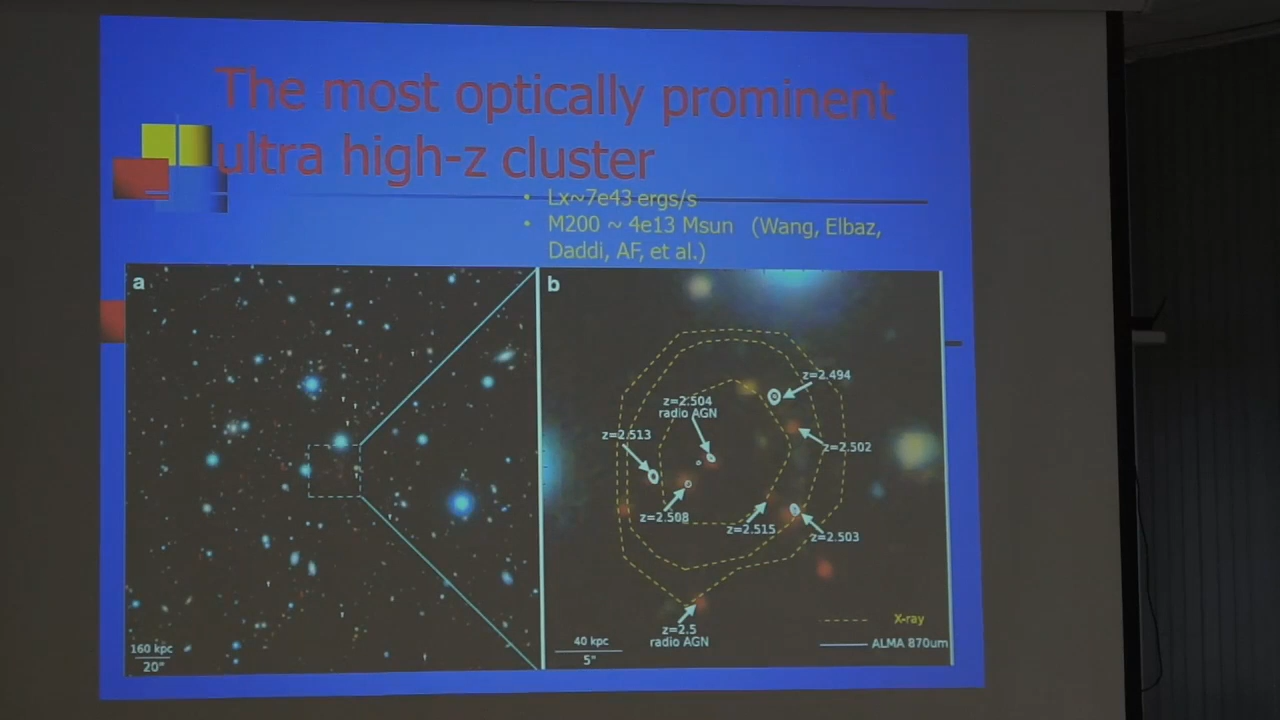 The most optically prominent
ultra high-z cluster
• Lx~7e43 ergs/s
• M200 ~ 4e13 Msun (Wang, Elbaz,
Daddi, AF, et al.)
a
160 kpc
20"
b
z=2.494
z=2.504
radio AGN
z=2.513
z=2.502
z=2.508
z=2.515
z=2.503
z=2.5
radio AGN
40 kpc
5"
X-ray
ALMA 870um